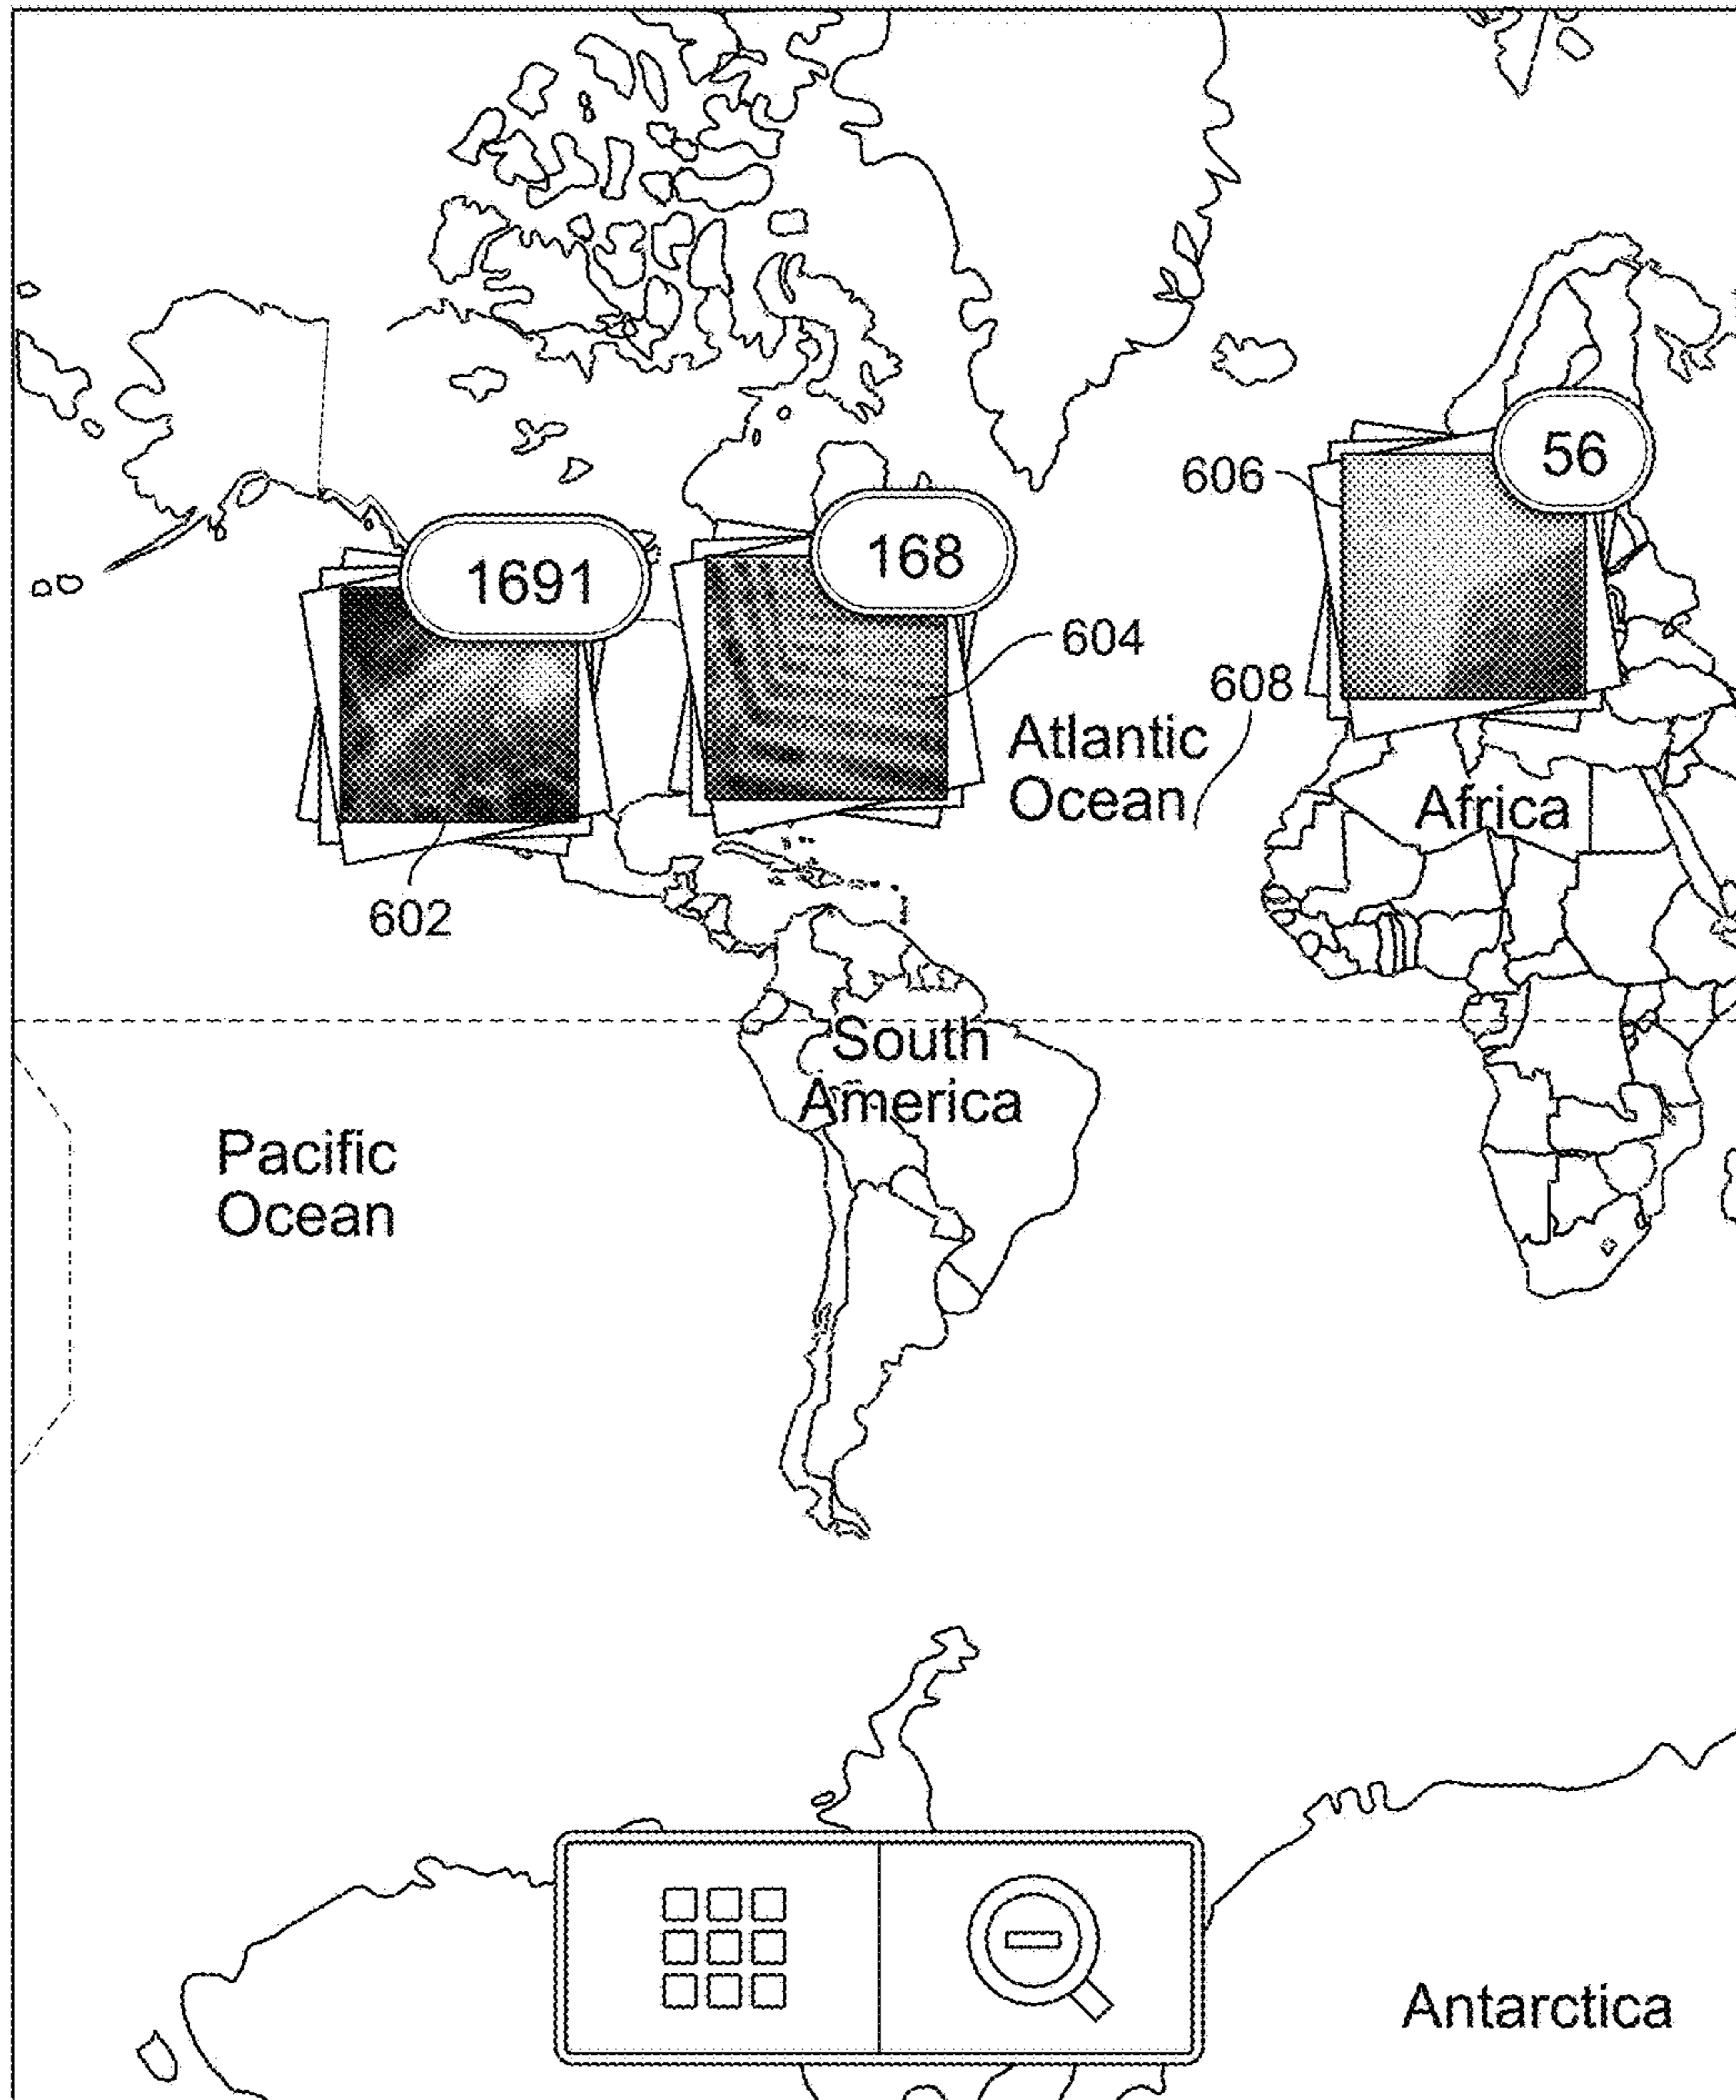 56
606
168
1691
604
608
Atlantic
Ocean
Africa
602
South
America
Pacific
Ocean
Antarctica